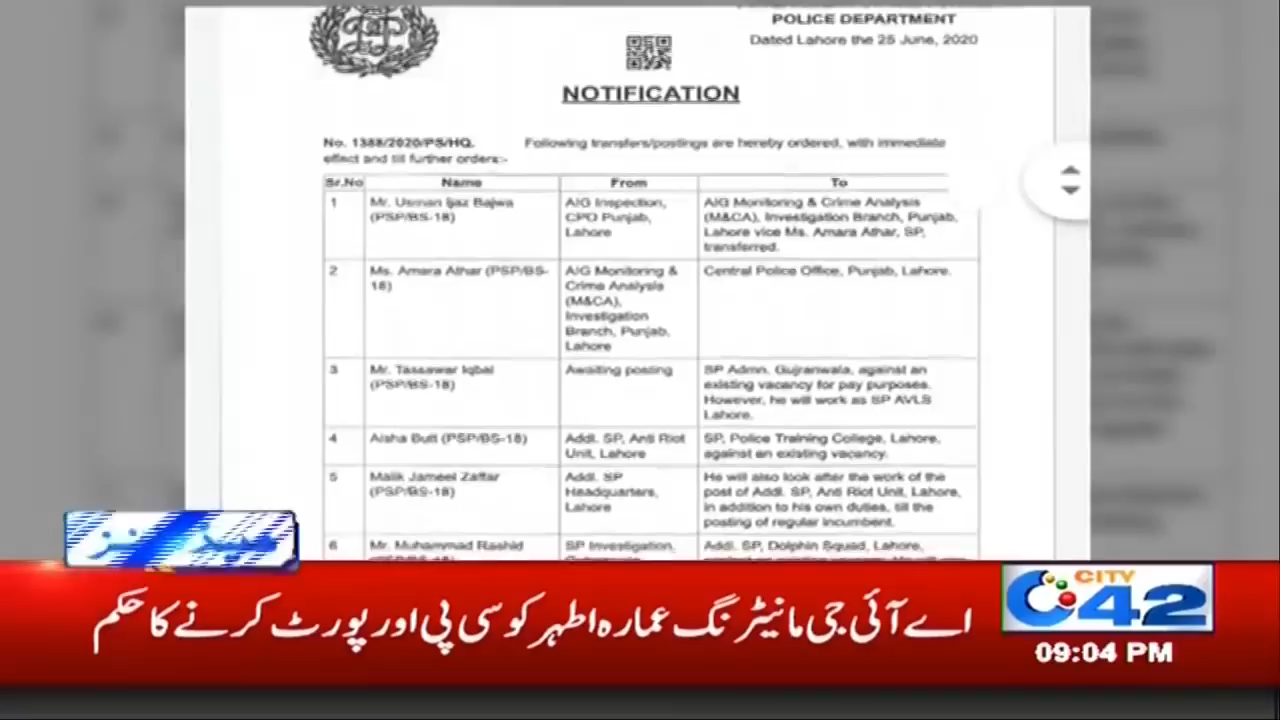 POLICE DEPARTMENT
Dated Lahore the 25 June, 2020
NOTIFICATION
No. 1388/2020/PS/HQ. Following transfers/postings are hereby ordered, with immediate
effect and till further orders:-
Sr.No Name From To
1 Mr. Usman Ijaz Bajwa (PSP/BS-18) AIG Inspection, CPO Punjab, Lahore AIG Monitoring & Crime Analysis (M&CA), Investigation Branch, Punjab, Lahore vice Ms. Amara Athar, SP, transferred.
2 Ms. Amara Athar (PSP/BS-18) AIG Monitoring & Crime Analysis (M&CA), Investigation Branch, Punjab, Lahore Central Police Office, Punjab, Lahore.
3 Mr. Tassawar Iqbal (PSP/BS-18) Awaiting posting SP Admn. Gujranwala, against an existing vacancy for pay purposes. However, he will work as SP AVLS Lahore.
4 Aisha Butt (PSP/BS-18) Addl. SP, Anti Riot Unit, Lahore SP, Police Training College, Lahore, against an existing vacancy.
5 Malik Jameel Zaffar (PSP/BS-18) Addl. SP Headquarters, Lahore He will also look after the work of the post of Addl. SP, Anti Riot Unit, Lahore, in addition to his own duties, till the posting of regular incumbent.
6 Mr. Muhammad Rashid SP Investigation, Addl. SP, Dolphin Squad, Lahore,
اے آئی جی مانیٹرنگ عمارہ اطہر کو سی پی او رپورٹ کرنے کا حکم
CITY 42
09:04 PM